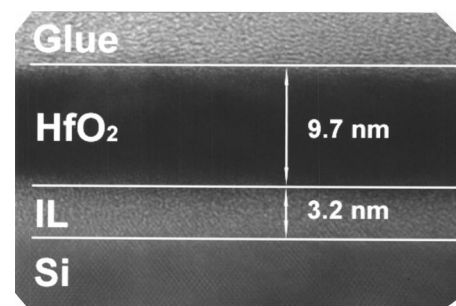 Glue
HfO₂
9.7 nm
IL
3.2 nm
Si